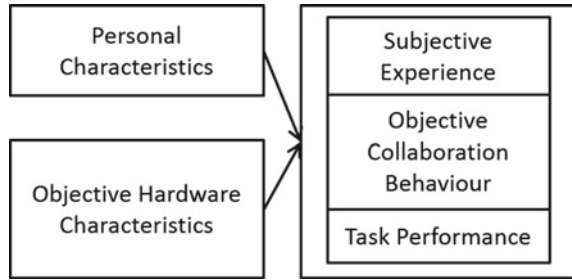 Personal
Characteristics
Objective Hardware
Characteristics
Subjective
Experience
Objective
Collaboration
Behaviour
Task Performance